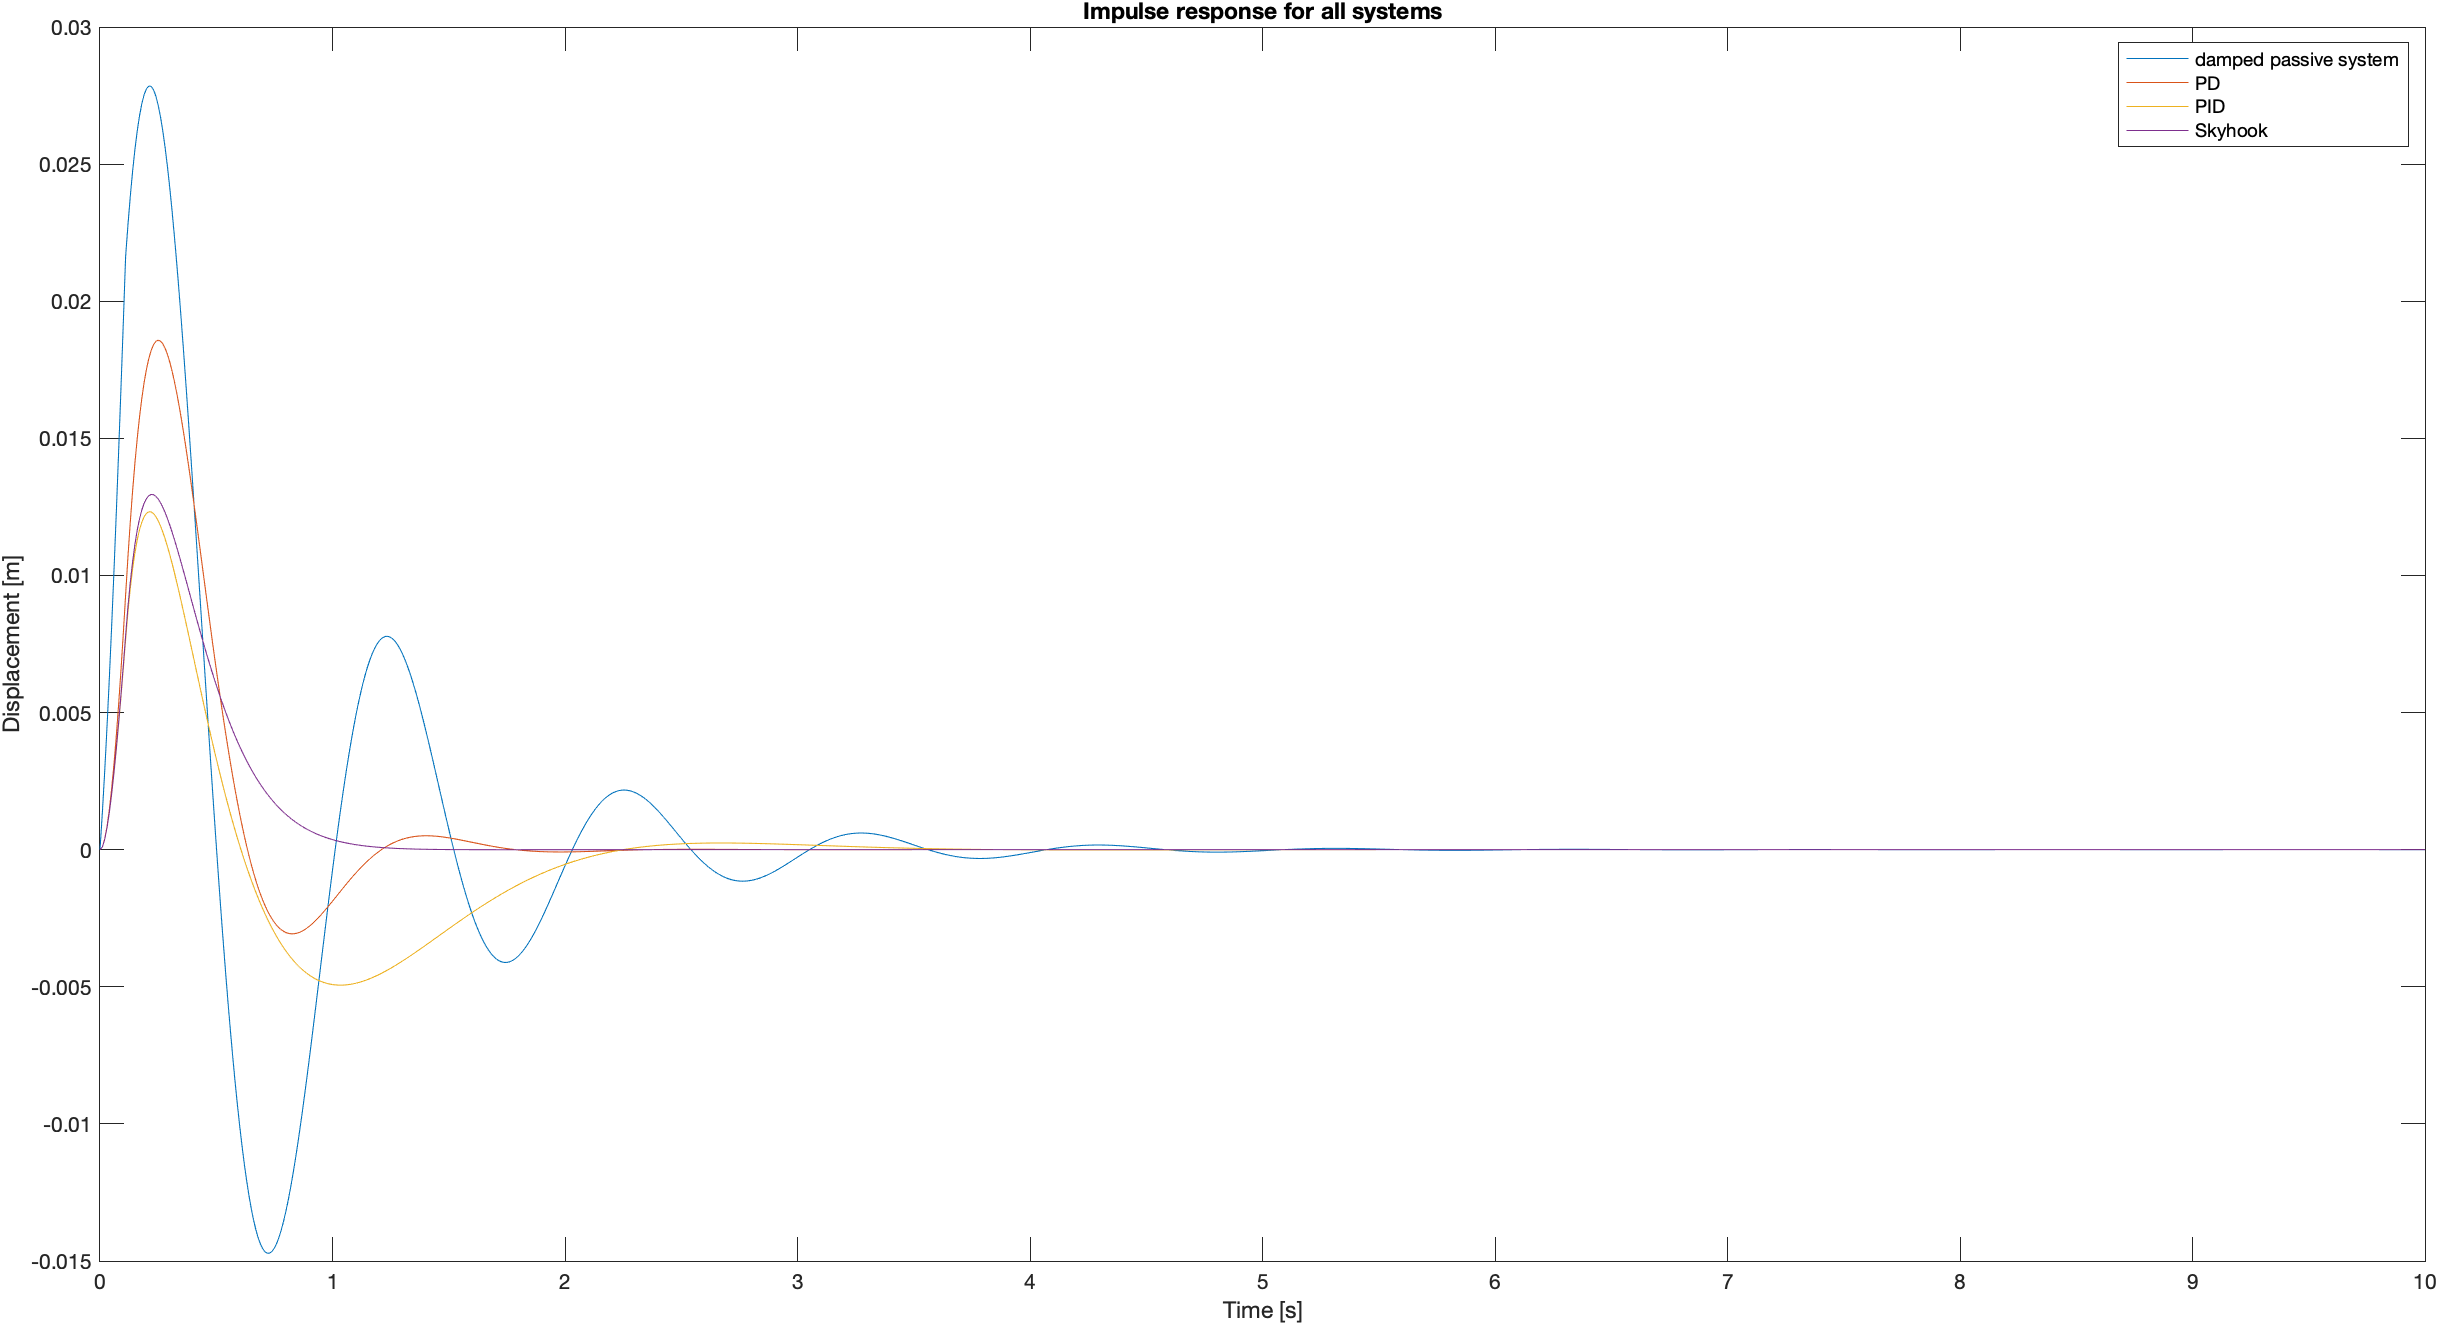 Impulse response for all systems
damped passive system
PD
PID
Skyhook
Displacement [m]
0.03
0.025
0.02
0.015
0.01
0.005
0
-0.005
-0.01
-0.015
0 1 2 3 4 5 6 7 8 9 10
Time [s]